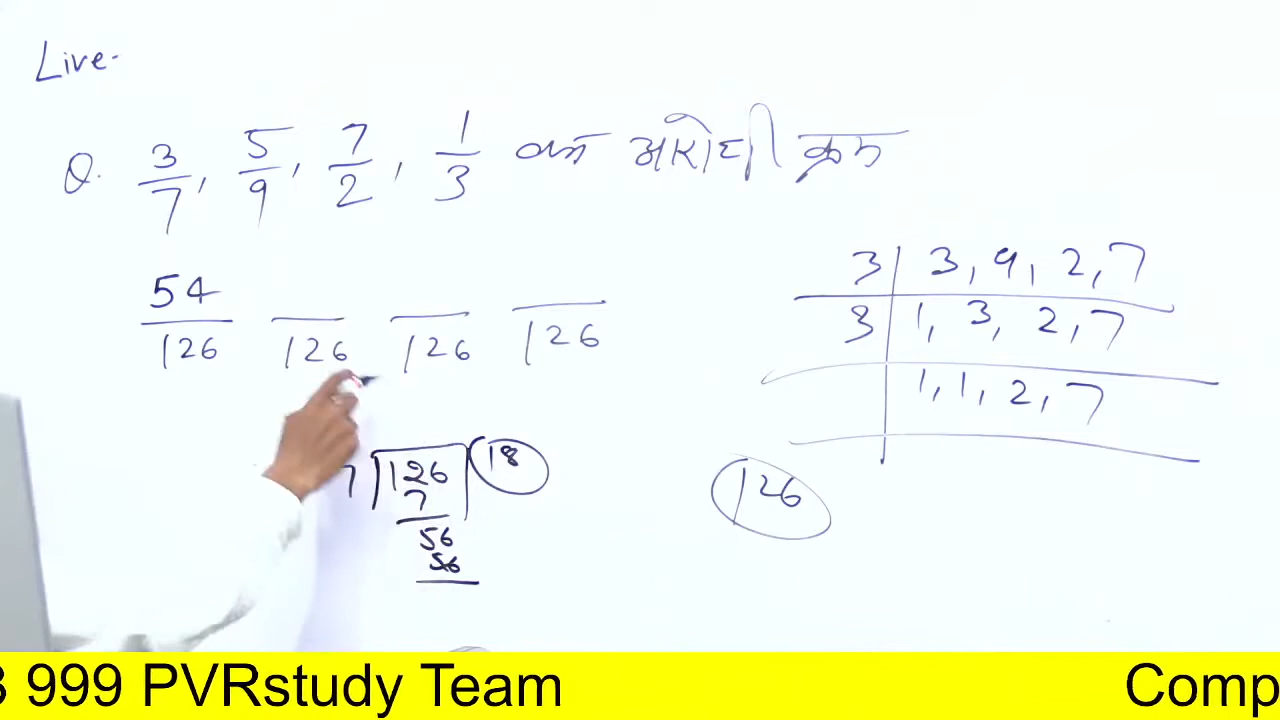 Live-
Q. 3/7, 5/9, 7/2, 1/3 का अरोही क्रम
54/126 /126 /126 /126
3 | 3, 9, 2, 7
3 | 1, 3, 2, 7
1, 1, 2, 7
126
7 126 18
7
56
56
999 PVRstudy Team Comp